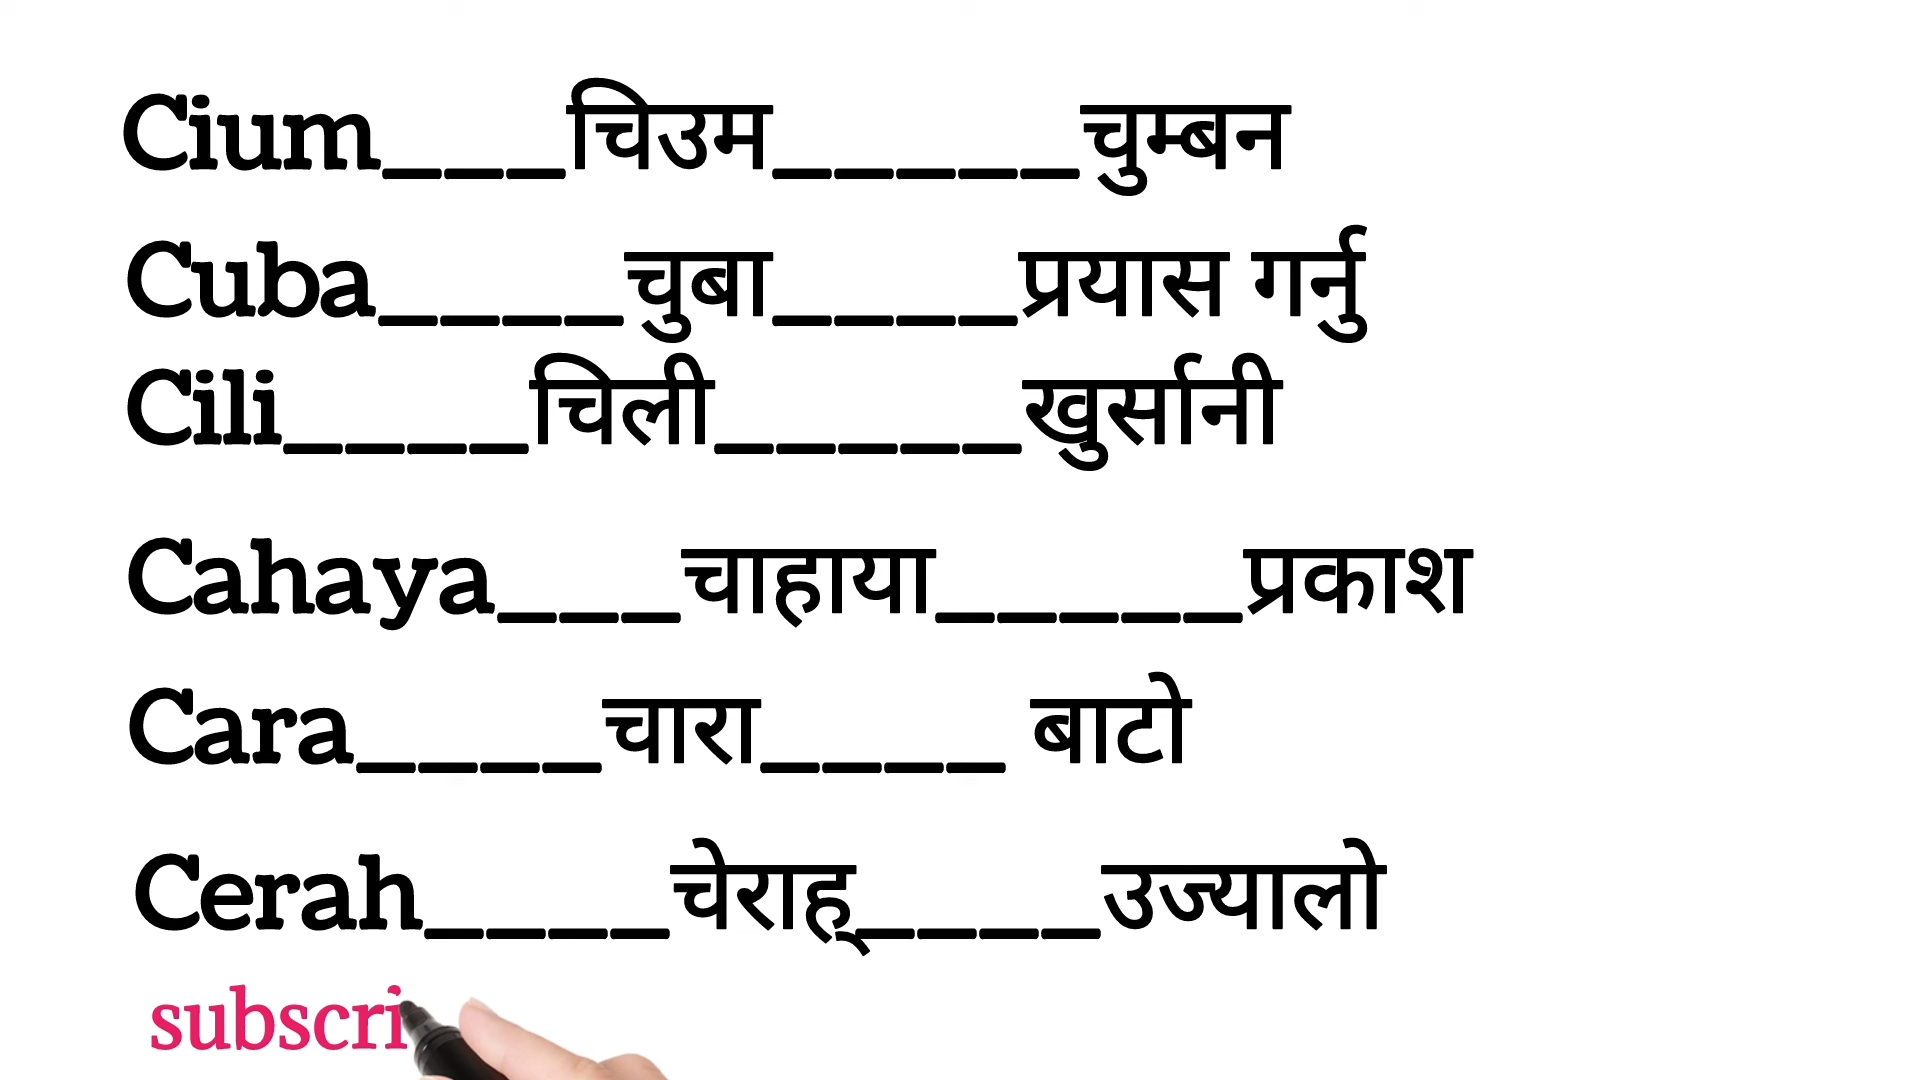 Cium___चिउम_____चुम्बन
Cuba____चुबा____प्रयास गर्नु
Cili____चिली_____खुर्सानी
Cahaya___चाहाया_____प्रकाश
Cara____चारा____ बाटो
Cerah____चेराह्____उज्यालो
subscri